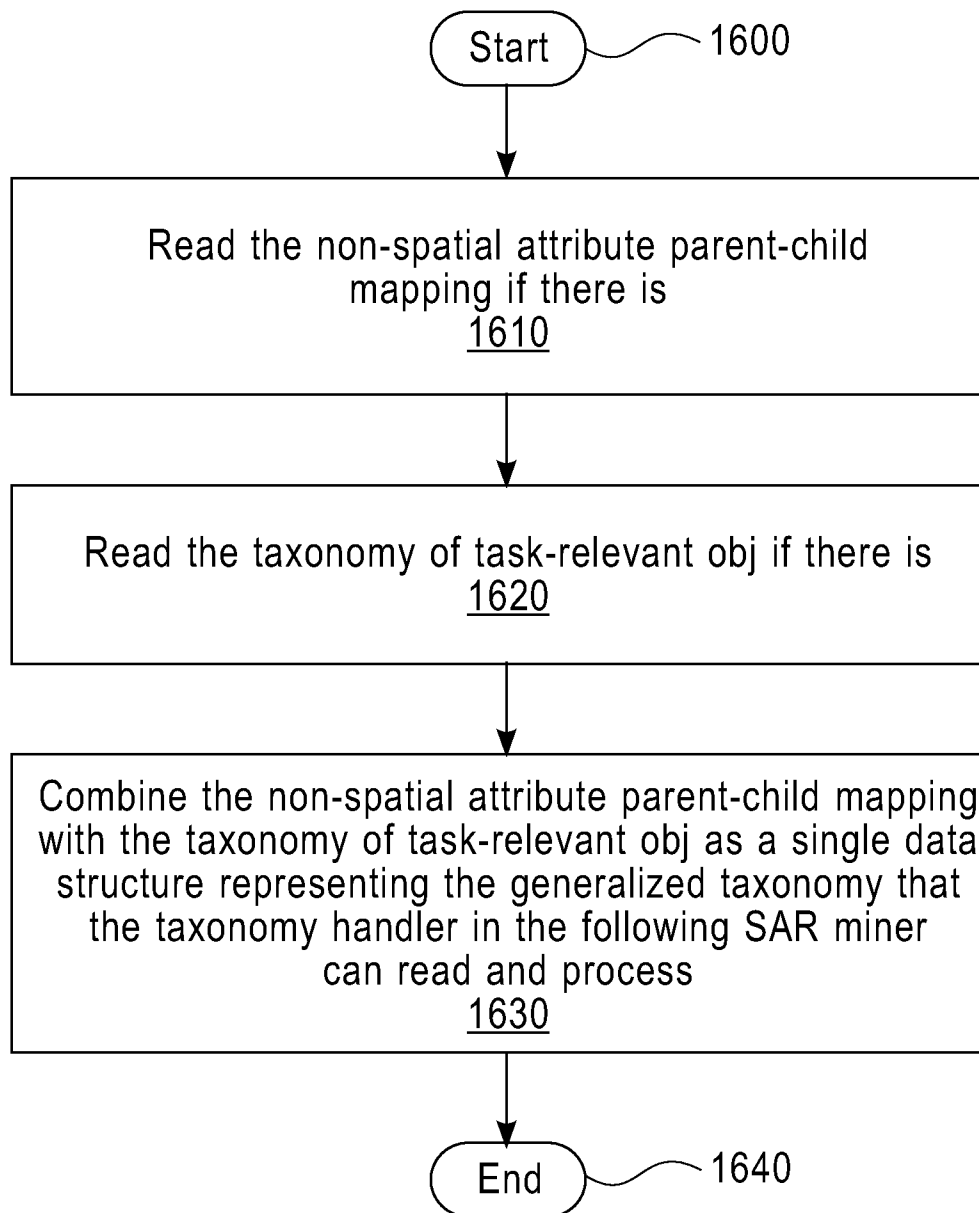 Start
1600
Read the non-spatial attribute parent-child
mapping if there is
1610
Read the taxonomy of task-relevant obj if there is
1620
Combine the non-spatial attribute parent-child mapping
with the taxonomy of task-relevant obj as a single data
structure representing the generalized taxonomy that
the taxonomy handler in the following SAR miner
can read and process
1630
End
1640